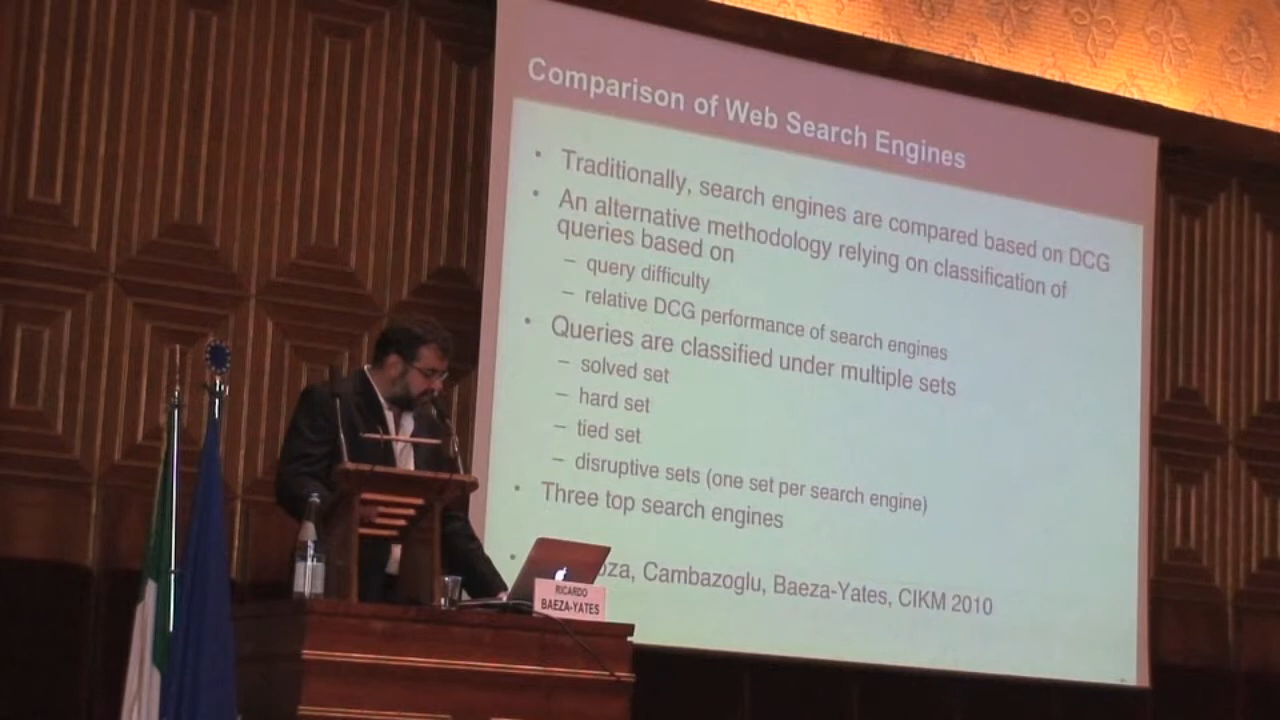 Comparison of Web Search Engines
• Traditionally, search engines are compared based on DCG
• An alternative methodology relying on classification of
queries based on
– query difficulty
– relative DCG performance of search engines
• Queries are classified under multiple sets
– solved set
– hard set
– tied set
– disruptive sets (one set per search engine)
• Three top search engines
• Cambazoglu, Baeza-Yates, CIKM 2010
RICARDO
BAEZA-YATES